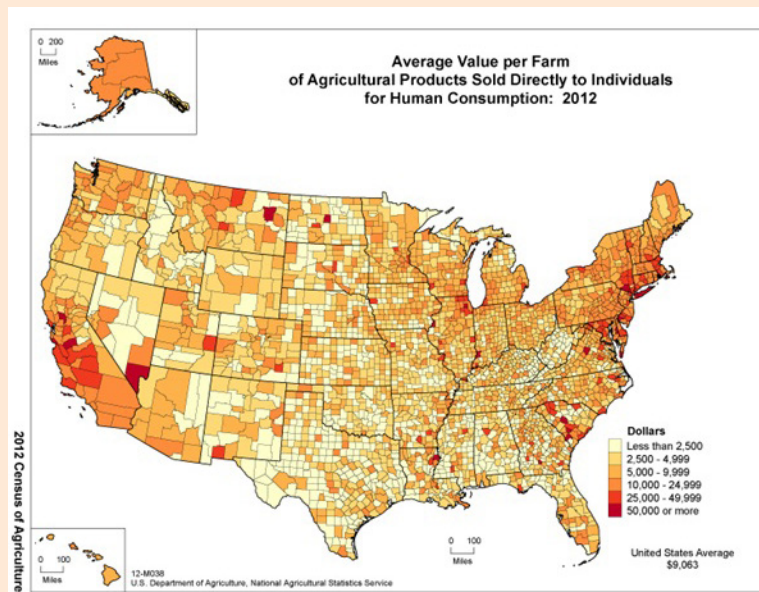 0 200
Miles
Average Value per Farm
of Agricultural Products Sold Directly to Individuals
for Human Consumption: 2012
Dollars
Less than 2,500
2,500 - 4,999
5,000 - 9,999
10,000 - 24,999
25,000 - 49,999
50,000 or more
United States Average
$9,063
0 100
Miles
0 100
Miles
12-M038
U.S. Department of Agriculture, National Agricultural Statistics Service
2012 Census of Agriculture